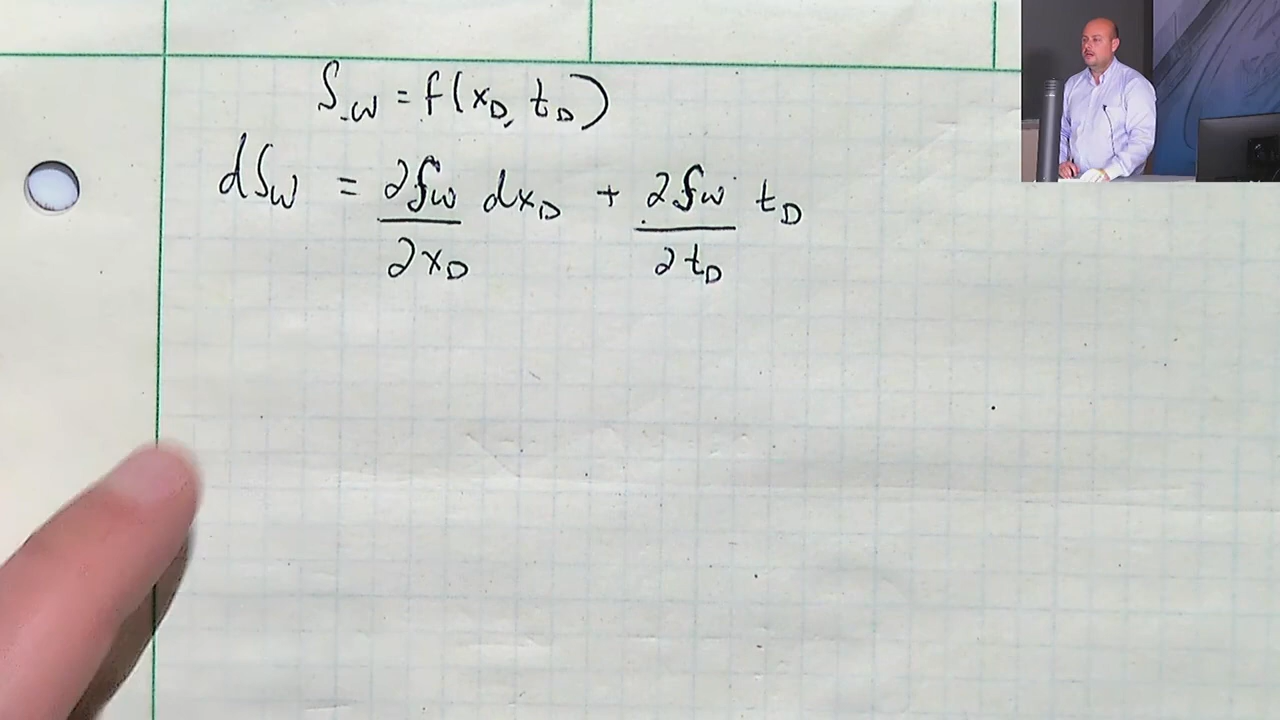 S_w = f(x_D, t_D)
dS_w = ∂f_w/∂x_D dx_D + ∂f_w/∂t_D t_D